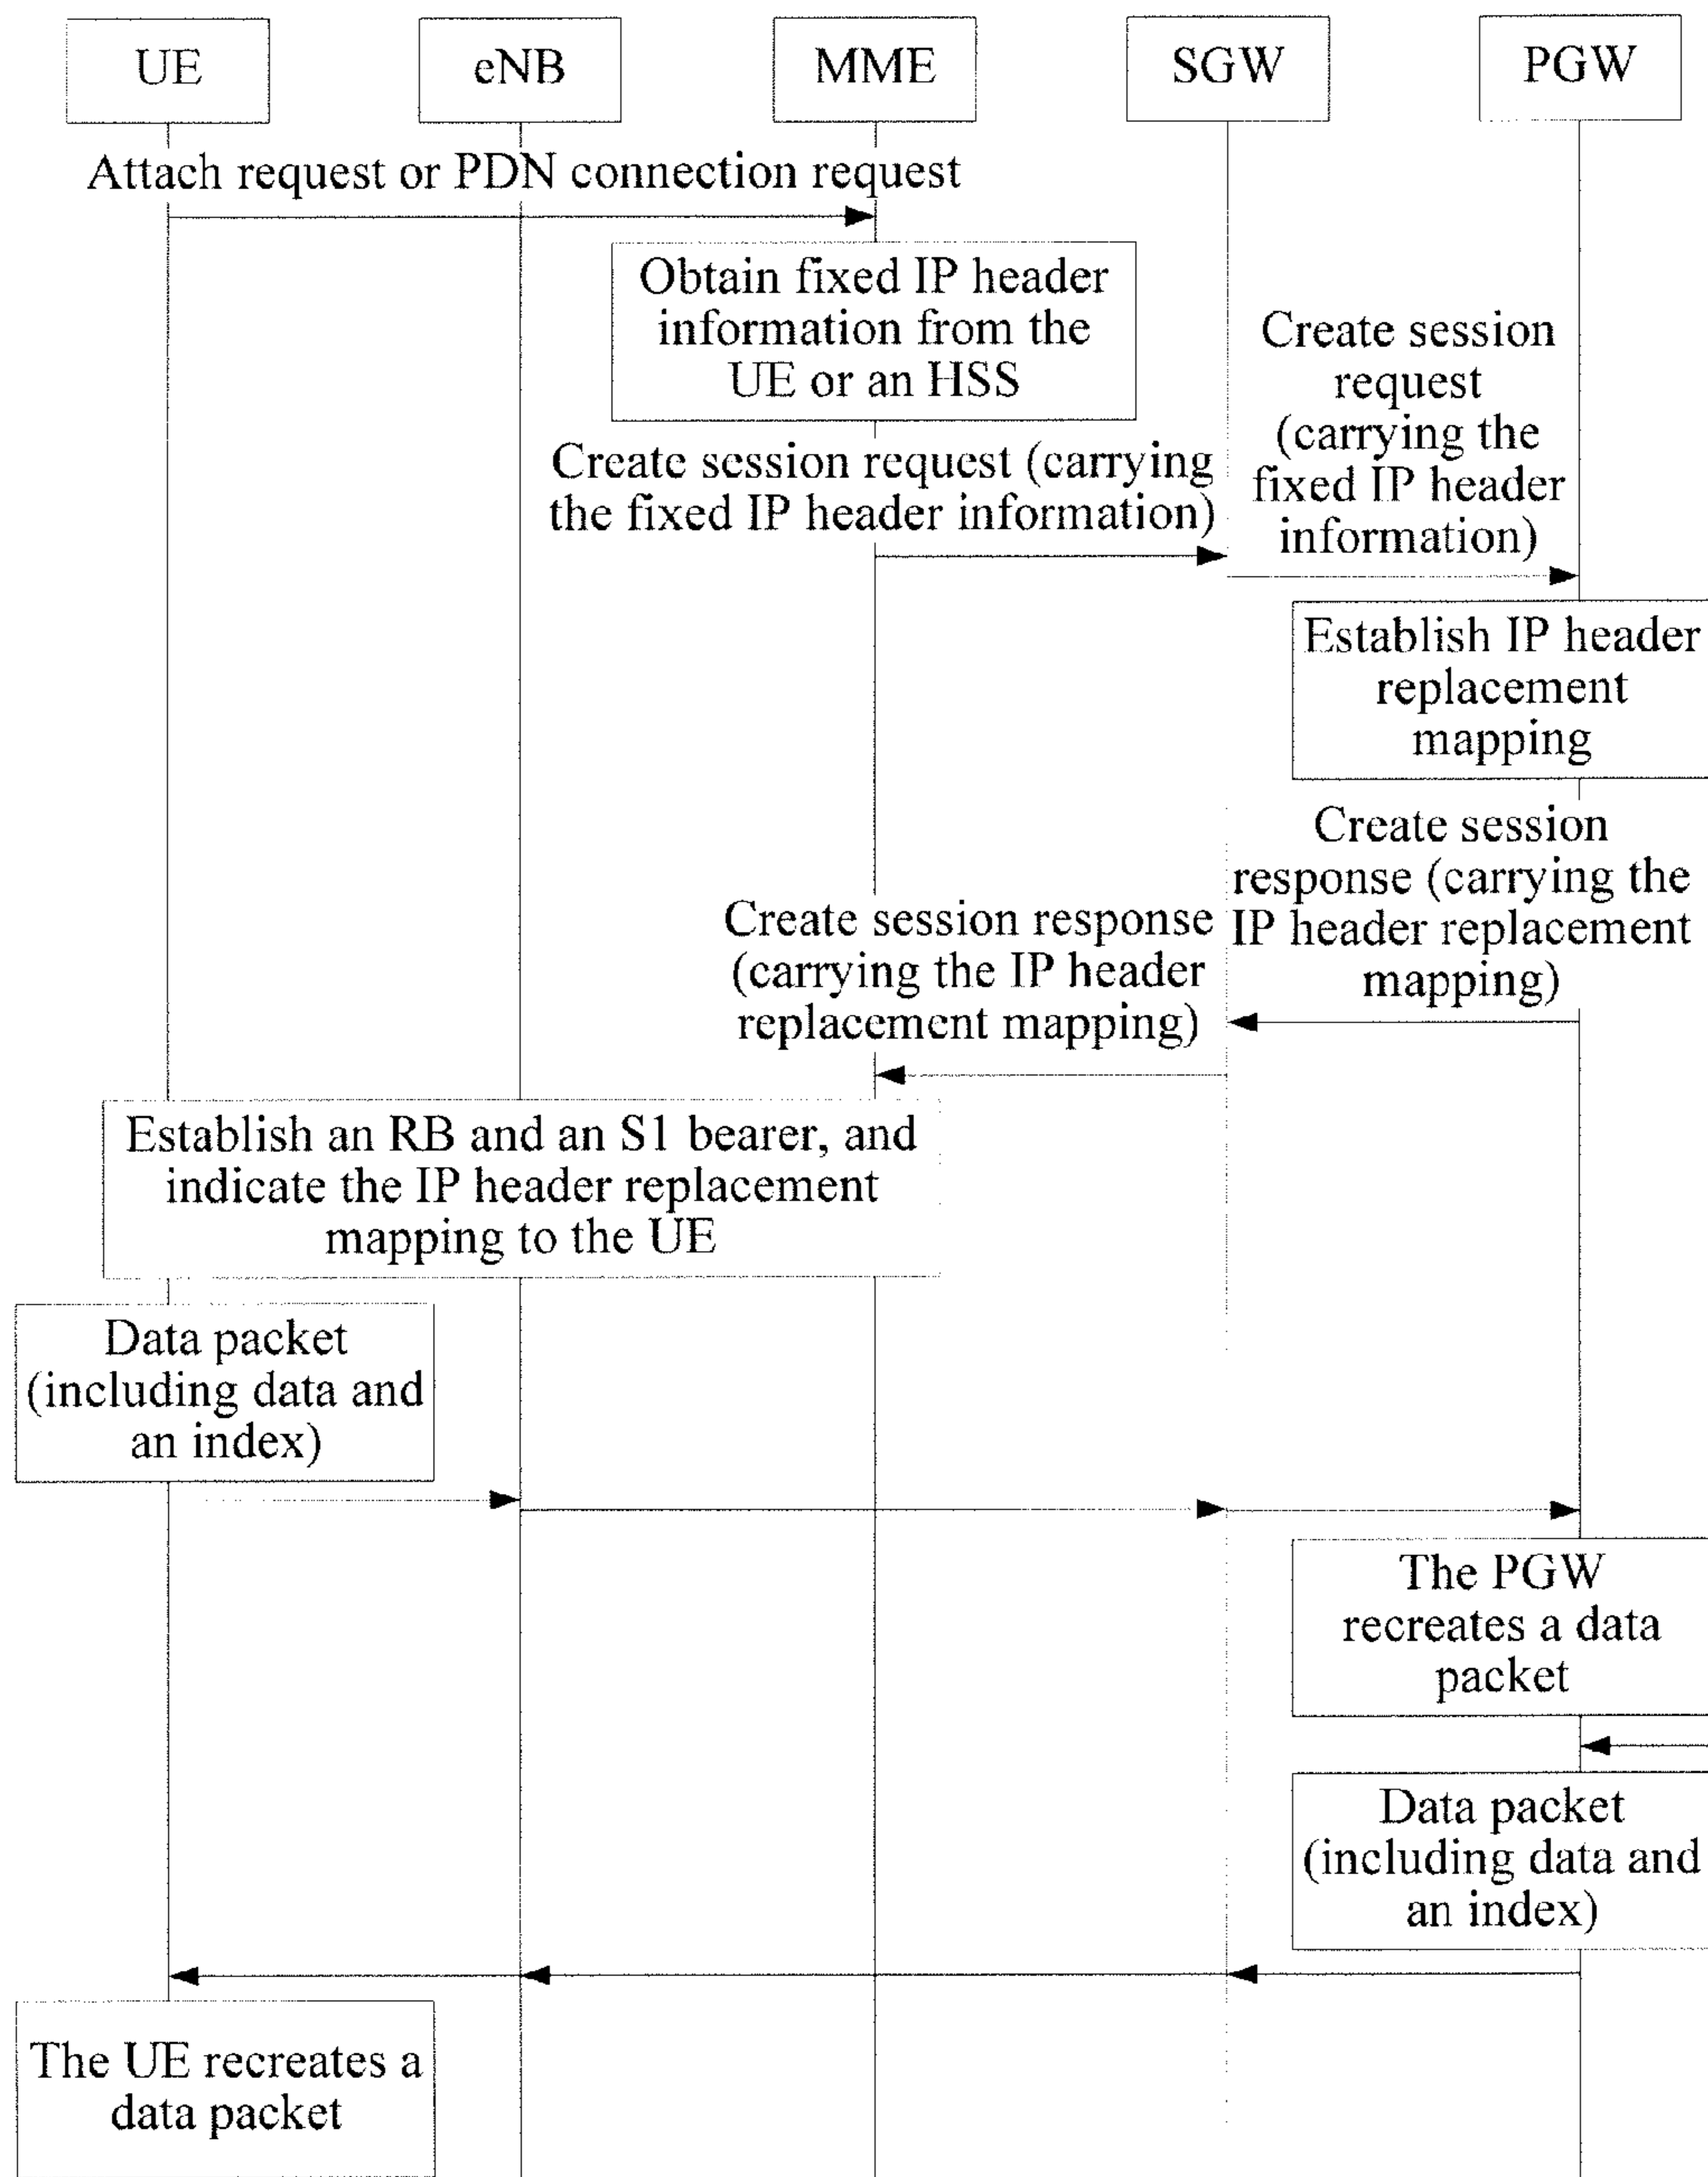 UE
eNB
MME
SGW
PGW
Attach request or PDN connection request
Obtain fixed IP header
information from the
UE or an HSS
Create session
request
(carrying the
fixed IP header
information)
Create session request (carrying
the fixed IP header information)
Establish IP header
replacement
mapping
Create session
response (carrying the
IP header replacement
mapping)
Create session response
(carrying the IP header
replacement mapping)
Establish an RB and an S1 bearer, and
indicate the IP header replacement
mapping to the UE
Data packet
(including data and
an index)
The PGW
recreates a data
packet
Data packet
(including data and
an index)
The UE recreates a
data packet